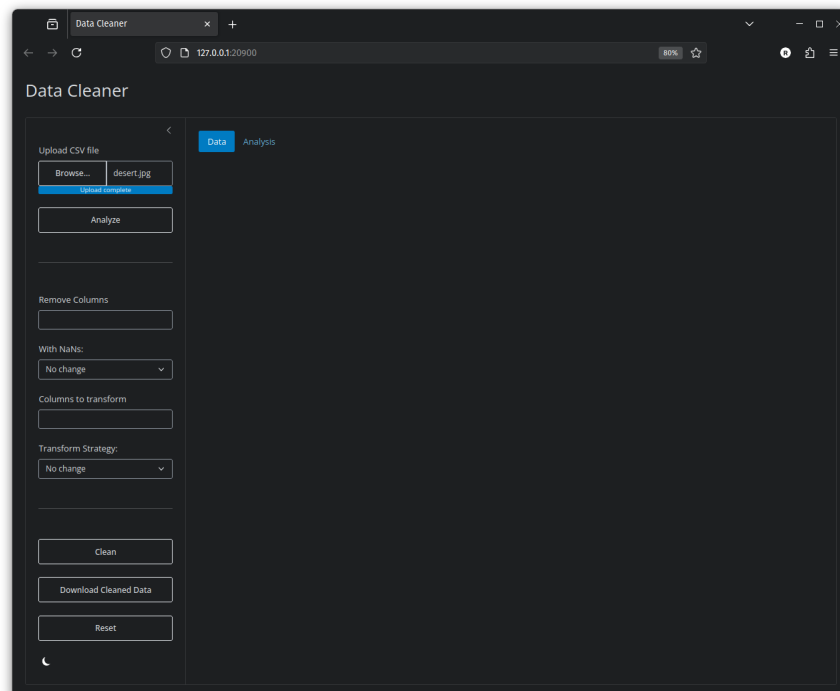 Data Cleaner
127.0.0.1:20900
80%
R
Data Cleaner
Upload CSV file
Browse...
desert.jpg
Upload complete
Analyze
Remove Columns
With NaNs:
No change
Columns to transform
Transform Strategy:
No change
Clean
Download Cleaned Data
Reset
Data
Analysis